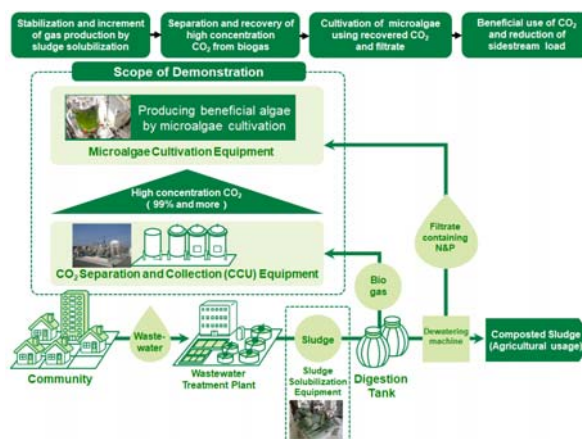 Stabilization and increment
of gas production by
sludge solubilization
Separation and recovery of
high concentration
CO₂ from biogas
Cultivation of microalgae
using recovered CO₂
and filtrate
Beneficial use of CO₂
and reduction of
sidestream load
Scope of Demonstration
Producing beneficial algae
by microalgae cultivation
Microalgae Cultivation Equipment
High concentration CO₂
( 99% and more )
CO₂ Separation and Collection (CCU) Equipment
Filtrate
containing
N&P
Bio
gas
Waste-
water
Sludge
Dewatering
machine
Composted Sludge
(Agricultural usage)
Community
Wastewater
Treatment Plant
Sludge
Solubilization
Equipment
Digestion
Tank